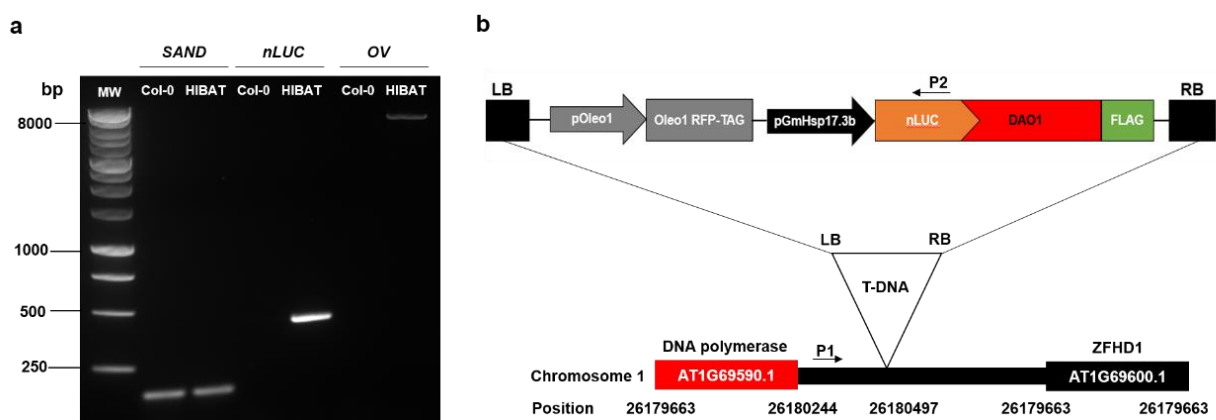 a
SAND nLUC OV
bp MW Col-0 HIBAT Col-0 HIBAT Col-0 HIBAT
8000
1000
500
250
b
LB P2 RB
pOleo1 Oleo1 RFP-TAG pGmHsp17.3b nLUC DAO1 FLAG
LB RB
T-DNA
DNA polymerase P1 ZFHD1
Chromosome 1 AT1G69590.1 AT1G69600.1
Position 26179663 26180244 26180497 26179663 26179663